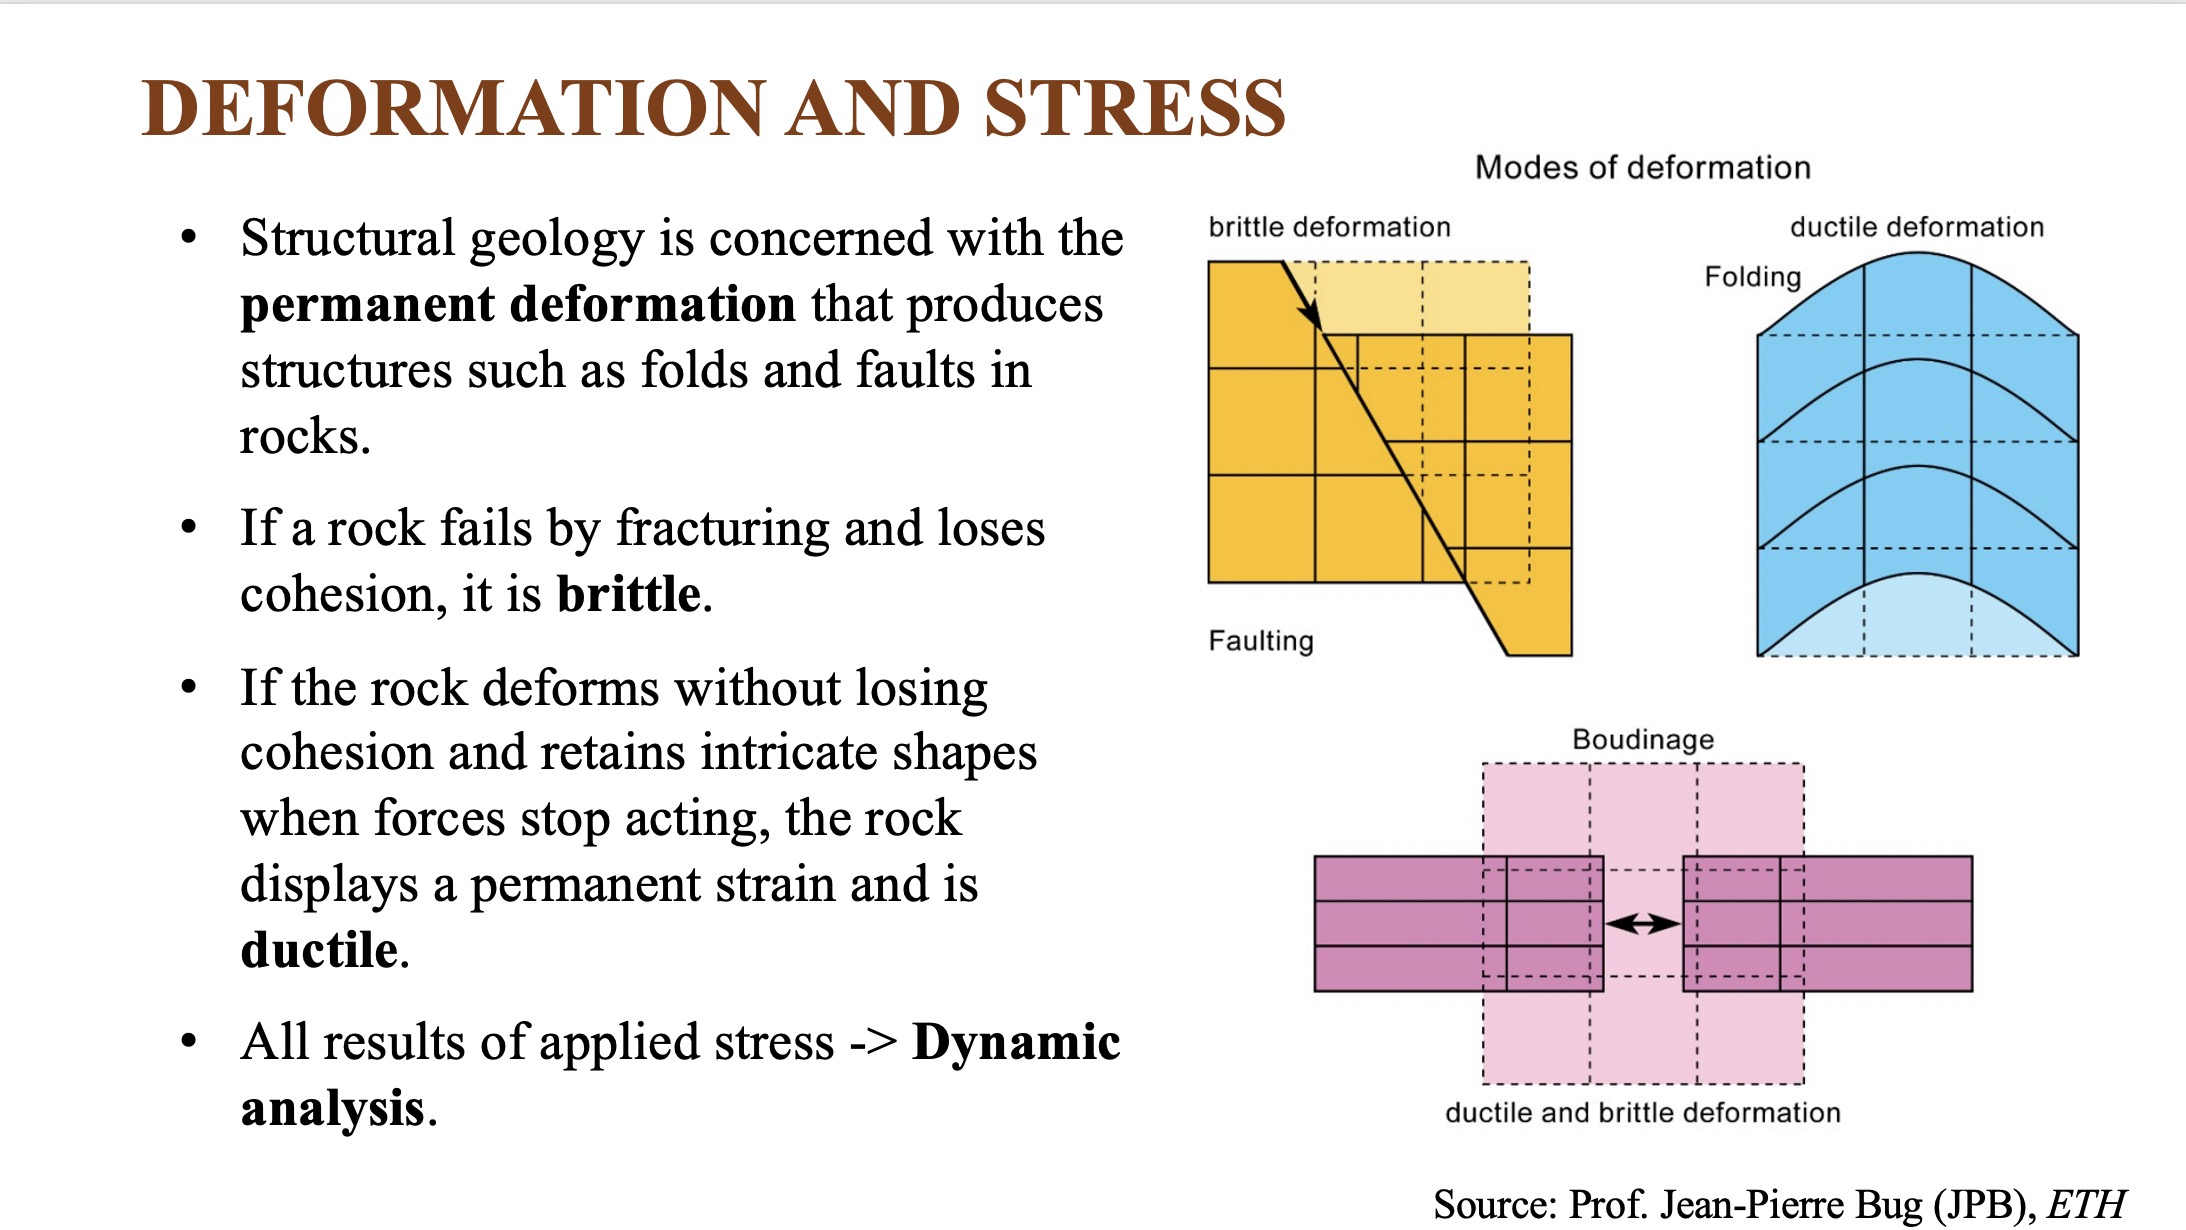 DEFORMATION AND STRESS
• Structural geology is concerned with the
permanent deformation that produces
structures such as folds and faults in
rocks.
• If a rock fails by fracturing and loses
cohesion, it is brittle.
• If the rock deforms without losing
cohesion and retains intricate shapes
when forces stop acting, the rock
displays a permanent strain and is
ductile.
• All results of applied stress -> Dynamic
analysis.
Modes of deformation
brittle deformation
ductile deformation
Folding
Faulting
Boudinage
ductile and brittle deformation
Source: Prof. Jean-Pierre Bug (JPB), ETH